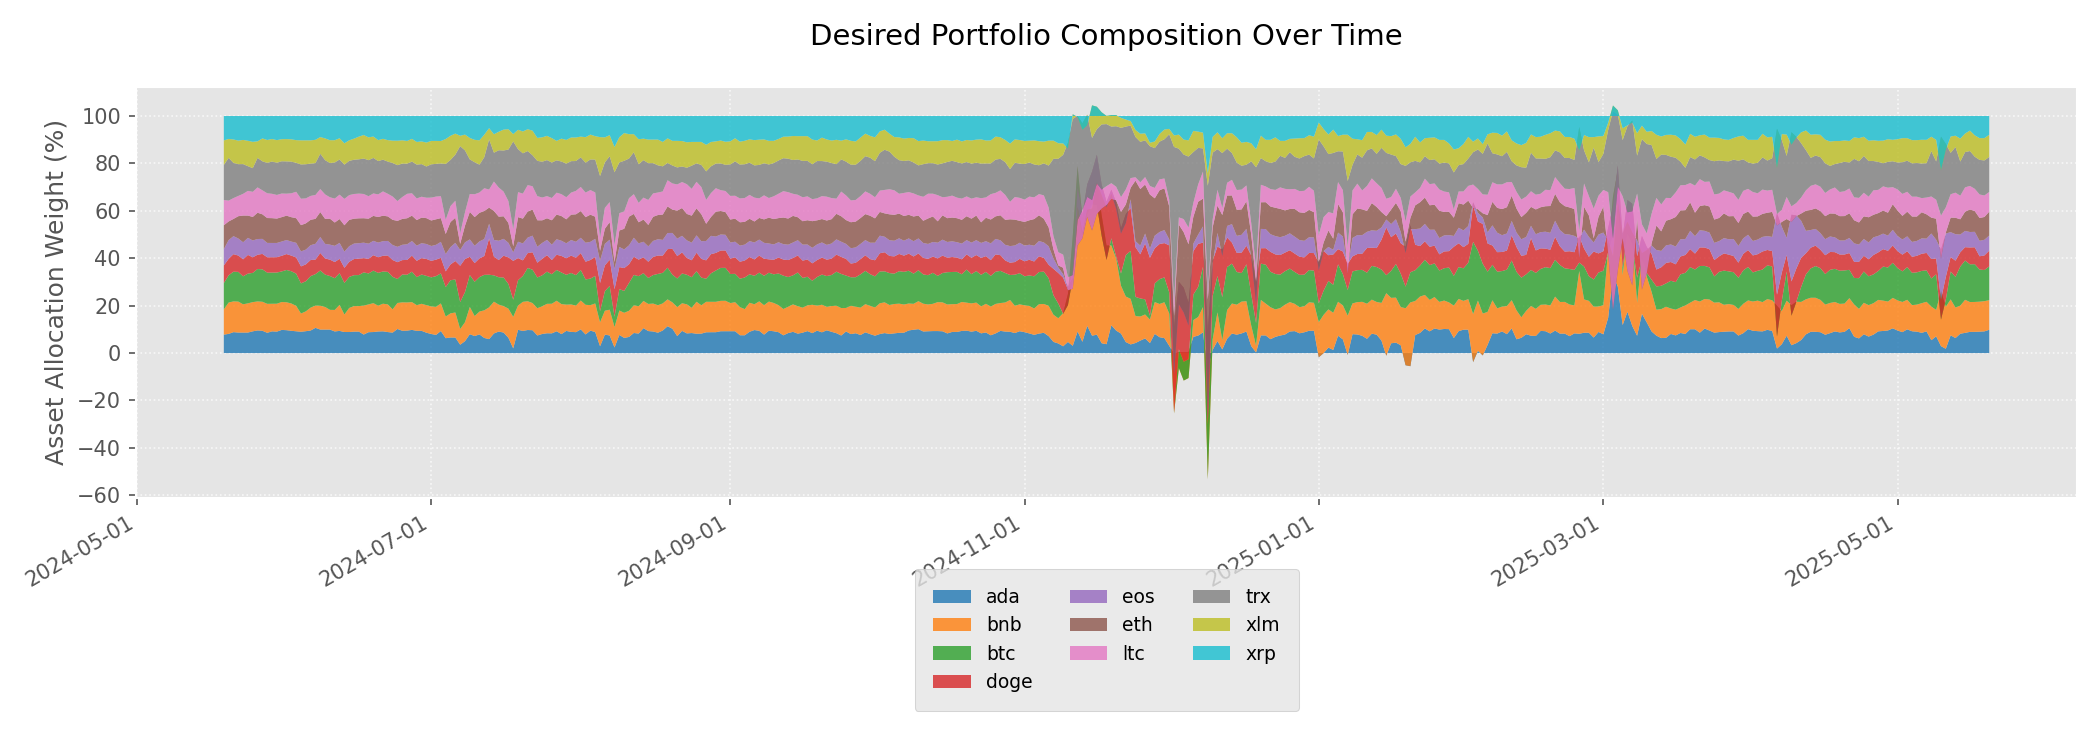 Desired Portfolio Composition Over Time
Asset Allocation Weight (%)
100
80
60
40
20
0
−20
−40
−60
2024-05-01
2024-07-01
2024-09-01
2024-11-01
2025-01-01
2025-03-01
2025-05-01
ada
bnb
btc
doge
eos
eth
ltc
trx
xlm
xrp